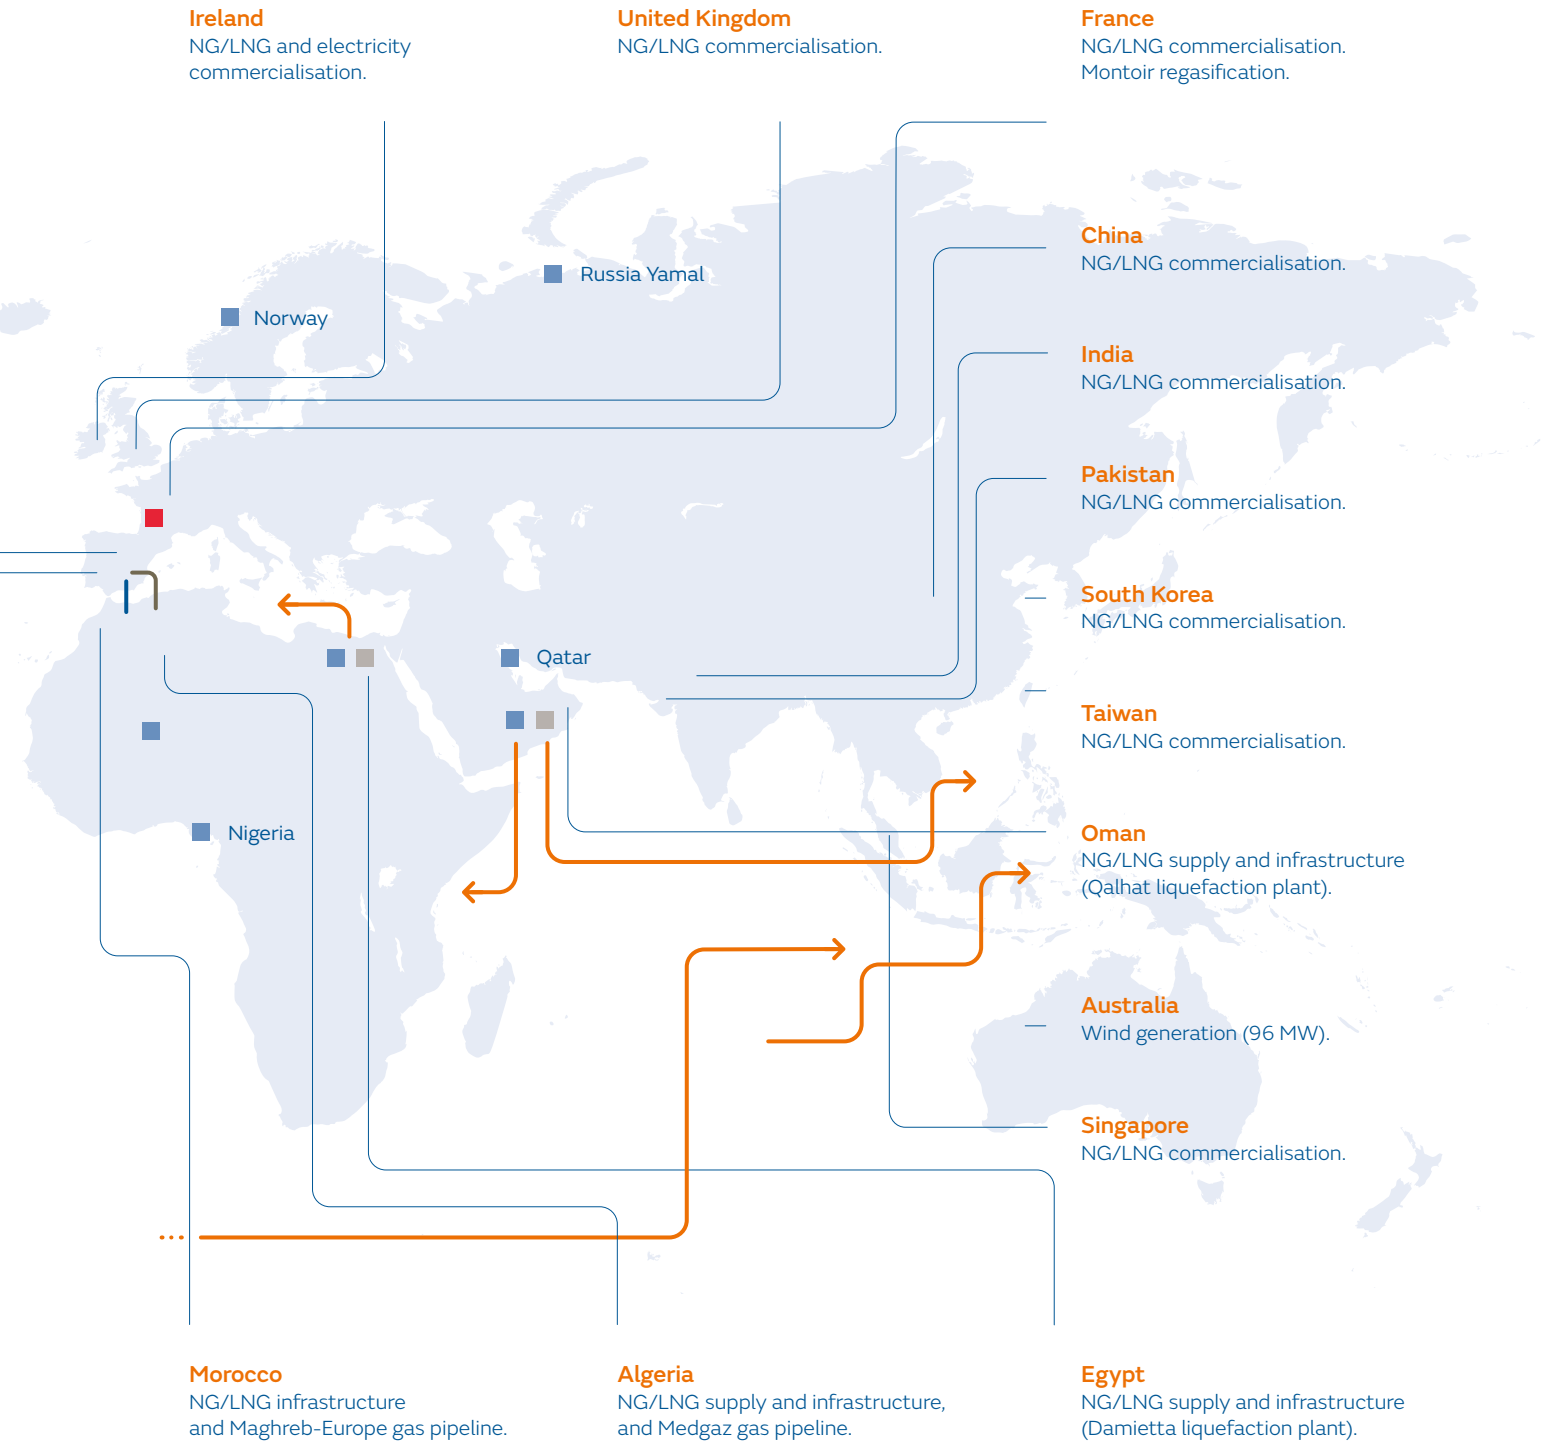 Ireland
NG/LNG and electricity
commercialisation.
United Kingdom
NG/LNG commercialisation.
France
NG/LNG commercialisation.
Montoir regasification.
China
NG/LNG commercialisation.
Russia Yamal
Norway
India
NG/LNG commercialisation.
Pakistan
NG/LNG commercialisation.
South Korea
NG/LNG commercialisation.
Qatar
Taiwan
NG/LNG commercialisation.
Nigeria
Oman
NG/LNG supply and infrastructure
(Qalhat liquefaction plant).
Australia
Wind generation (96 MW).
Singapore
NG/LNG commercialisation.
Morocco
NG/LNG infrastructure
and Maghreb-Europe gas pipeline.
Algeria
NG/LNG supply and infrastructure,
and Medgaz gas pipeline.
Egypt
NG/LNG supply and infrastructure
(Damietta liquefaction plant).